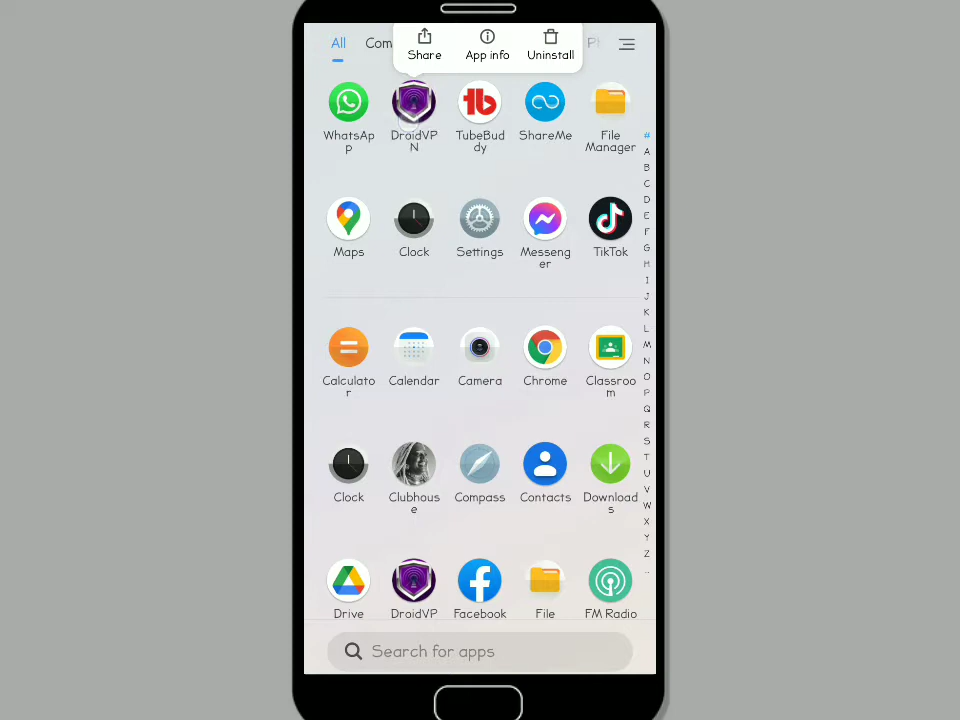 All
Com
Share
App info
Uninstall
WhatsAp
p
DroidVP
N
TubeBud
dy
ShareMe
File
Manager
Maps
Clock
Settings
Messeng
er
TikTok
Calculato
r
Calendar
Camera
Chrome
Classroo
m
Clock
Clubhous
e
Compass
Contacts
Download
s
Drive
DroidVP
Facebook
File
FM Radio
#
A
B
C
D
E
F
G
H
I
J
K
L
M
N
O
P
Q
R
S
T
U
V
W
X
Y
Z
Search for apps